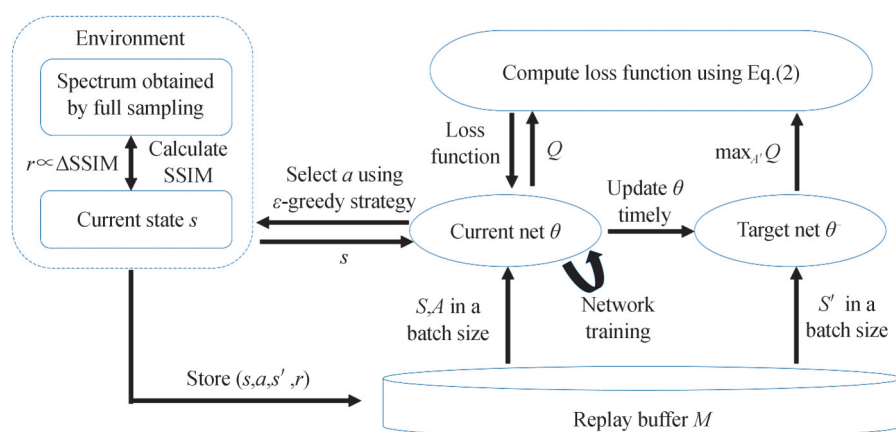 Environment
Spectrum obtained
by full sampling
r∝ΔSSIM
Calculate
SSIM
Current state s
Select a using
ε-greedy strategy
s
Compute loss function using Eq.(2)
Loss
function
Q
max_{A'} Q
Current net θ
Update θ
timely
Target net θ⁻
Network
training
S,A in a
batch size
S′ in a
batch size
Store (s,a,s′,r)
Replay buffer M